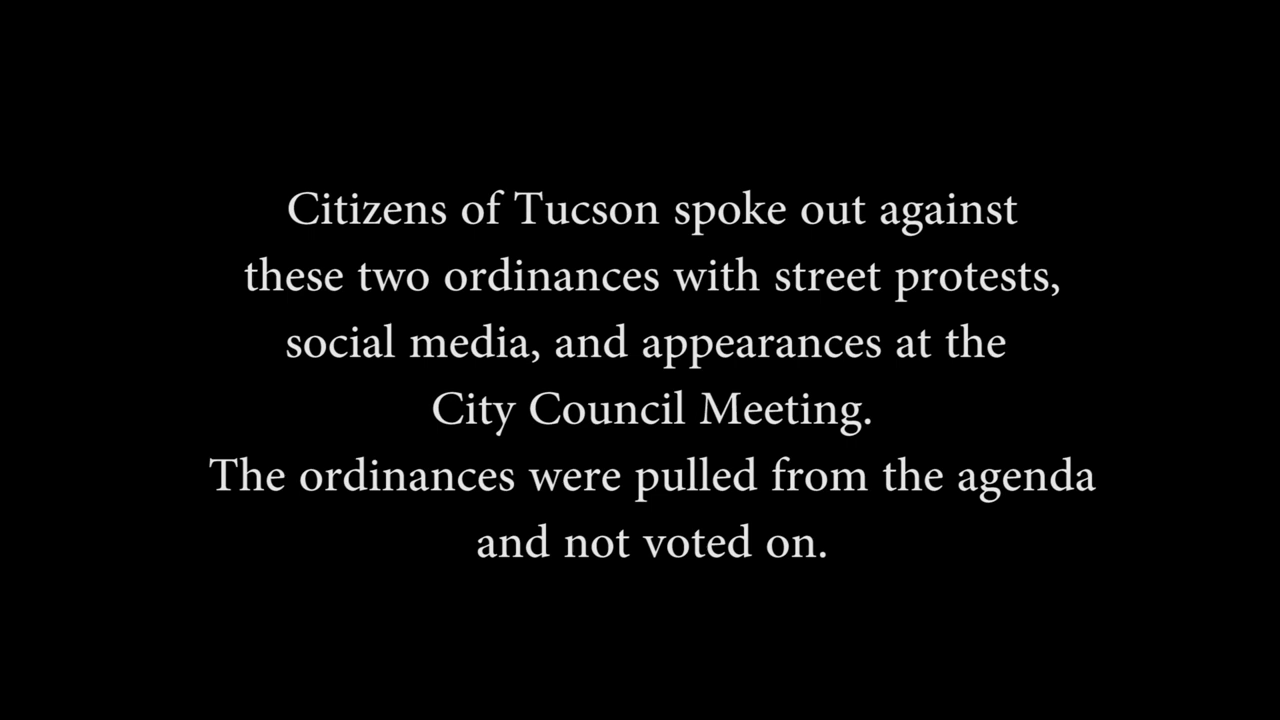 Citizens of Tucson spoke out against
these two ordinances with street protests,
social media, and appearances at the
City Council Meeting.
The ordinances were pulled from the agenda
and not voted on.